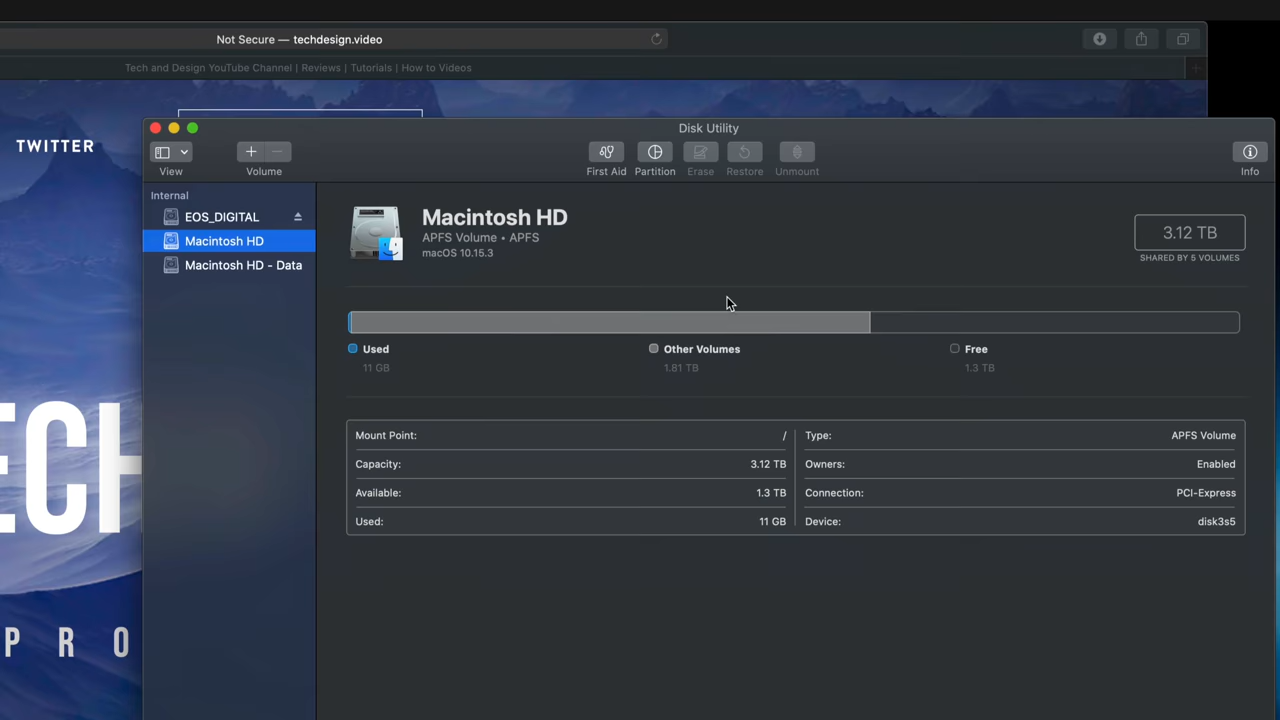 Not Secure — techdesign.video
Tech and Design YouTube Channel | Reviews | Tutorials | How to Videos
TWITTER
Disk Utility
View
Volume
First Aid
Partition
Erase
Restore
Unmount
Info
Internal
EOS_DIGITAL
Macintosh HD
Macintosh HD - Data
Macintosh HD
APFS Volume • APFS
macOS 10.15.3
3.12 TB
SHARED BY 5 VOLUMES
Used
11 GB
Other Volumes
1.81 TB
Free
1.3 TB
Mount Point: /
Capacity: 3.12 TB
Available: 1.3 TB
Used: 11 GB
Type: APFS Volume
Owners: Enabled
Connection: PCI-Express
Device: disk3s5
ECH
PRO